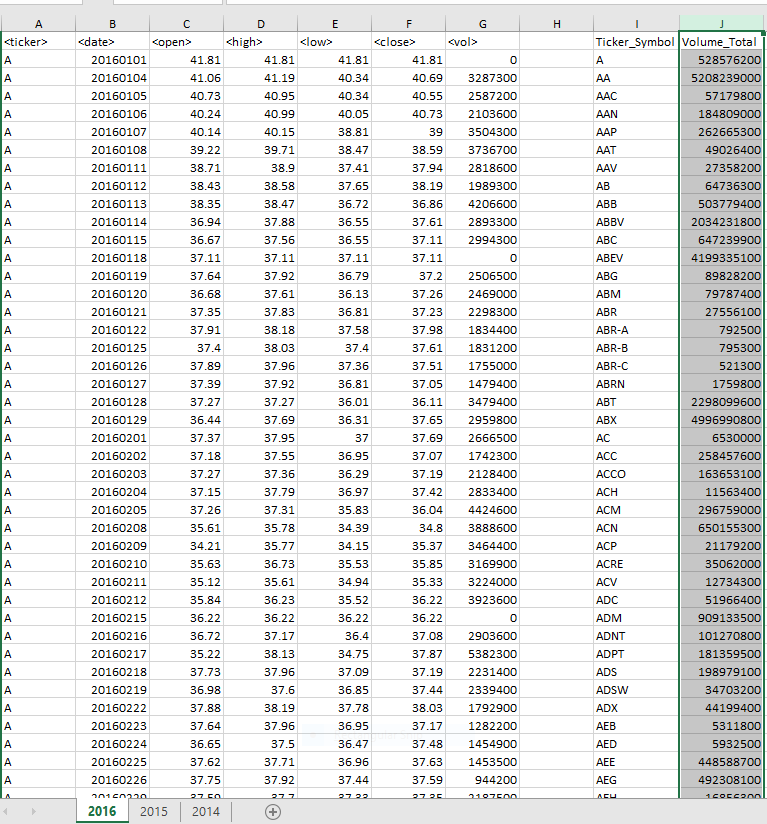 A B C D E F G H I J
<ticker> <date> <open> <high> <low> <close> <vol> Ticker_Symbol Volume_Total
A 20160101 41.81 41.81 41.81 41.81 0 A 528576200
A 20160104 41.06 41.19 40.34 40.69 3287300 AA 5208239000
A 20160105 40.73 40.95 40.34 40.55 2587200 AAC 57179800
A 20160106 40.24 40.99 40.05 40.73 2103600 AAN 184809000
A 20160107 40.14 40.15 38.81 39 3504300 AAP 262665300
A 20160108 39.22 39.71 38.47 38.59 3736700 AAT 49026400
A 20160111 38.71 38.9 37.41 37.94 2818600 AAV 27358200
A 20160112 38.43 38.58 37.65 38.19 1989300 AB 64736300
A 20160113 38.35 38.47 36.72 36.86 4206600 ABB 503779400
A 20160114 36.94 37.88 36.55 37.61 2893300 ABBV 2034231800
A 20160115 36.67 37.56 36.55 37.11 2994300 ABC 647239900
A 20160118 37.11 37.11 37.11 37.11 0 ABEV 4199335100
A 20160119 37.64 37.92 36.79 37.2 2506500 ABG 89828200
A 20160120 36.68 37.61 36.13 37.26 2469000 ABM 79787400
A 20160121 37.35 37.83 36.81 37.23 2298300 ABR 27556100
A 20160122 37.91 38.18 37.58 37.98 1834400 ABR-A 792500
A 20160125 37.4 38.03 37.4 37.61 1831200 ABR-B 795300
A 20160126 37.89 37.96 37.36 37.51 1755000 ABR-C 521300
A 20160127 37.39 37.92 36.81 37.05 1479400 ABRN 1759800
A 20160128 37.27 37.27 36.01 36.11 3479400 ABT 2298099600
A 20160129 36.44 37.69 36.31 37.65 2959800 ABX 4996990800
A 20160201 37.37 37.95 37 37.69 2666500 AC 6530000
A 20160202 37.18 37.55 36.95 37.07 1742300 ACC 258457600
A 20160203 37.27 37.36 36.29 37.19 2128400 ACCO 163653100
A 20160204 37.15 37.79 36.97 37.42 2833400 ACH 11563400
A 20160205 37.26 37.31 35.83 36.04 4424600 ACM 296759000
A 20160208 35.61 35.78 34.39 34.8 3888600 ACN 650155300
A 20160209 34.21 35.77 34.15 35.37 3464400 ACP 21179200
A 20160210 35.63 36.73 35.53 35.85 3169900 ACRE 35062000
A 20160211 35.12 35.61 34.94 35.33 3224000 ACV 12734300
A 20160212 35.84 36.23 35.52 36.22 3923600 ADC 51966400
A 20160215 36.22 36.22 36.22 36.22 0 ADM 909133500
A 20160216 36.72 37.17 36.4 37.08 2903600 ADNT 101270800
A 20160217 35.22 38.13 34.75 37.87 5382300 ADPT 181359500
A 20160218 37.73 37.96 37.09 37.19 2231400 ADS 198979100
A 20160219 36.98 37.6 36.85 37.44 2339400 ADSW 34703200
A 20160222 37.88 38.19 37.78 38.03 1792900 ADX 44199400
A 20160223 37.64 37.96 36.95 37.17 1282200 AEB 5311800
A 20160224 36.65 37.5 36.47 37.48 1454900 AED 5932500
A 20160225 37.62 37.71 36.96 37.63 1453500 AEE 448588700
A 20160226 37.75 37.92 37.44 37.59 944200 AEG 492308100
2016 2015 2014